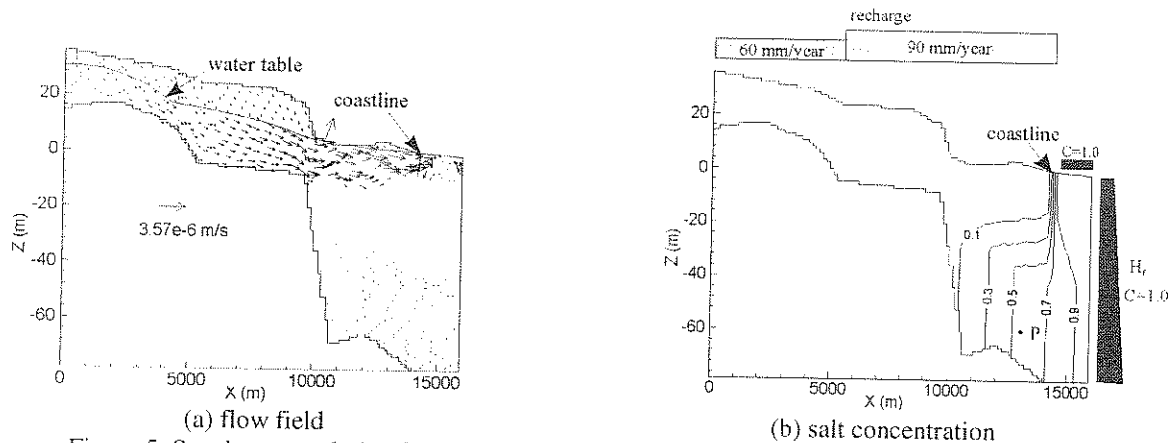 water table
coastline
20
0
-20
-40
-60
Z (m)
3.57e-6 m/s
0
5000
10000
15000
X (m)
(a) flow field
recharge
60 mm/year
90 mm/year
coastline
C=1.0
20
0
-20
-40
-60
Z (m)
0.1
0.3
0.5
0.7
0.9
P
H
C=1.0
0
5000
10000
15000
X (m)
(b) salt concentration